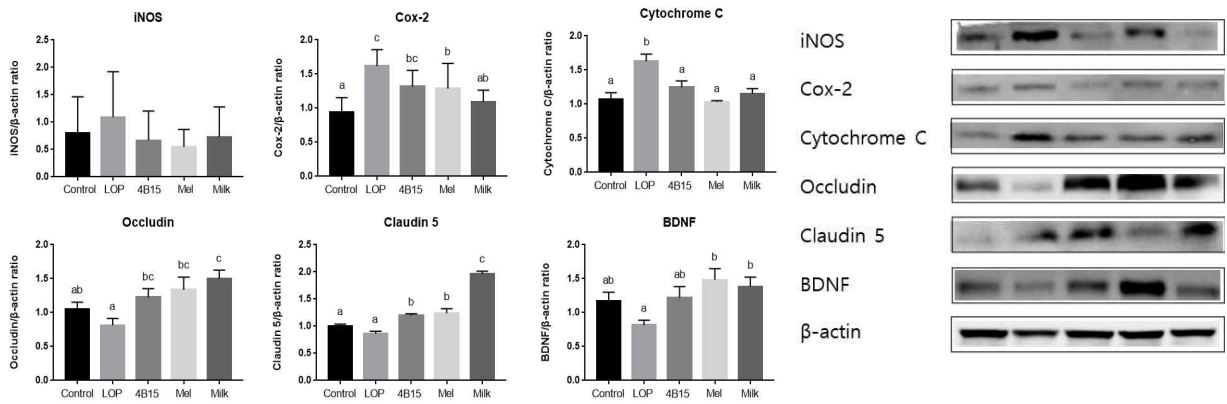 iNOS
iNOS/β-actin ratio
2.5
2.0
1.5
1.0
0.5
0.0
Control LOP 4B15 Mel Milk
Cox-2
Cox-2/β-actin ratio
2.0
1.5
1.0
0.5
0.0
a c bc b ab
Control LOP 4B15 Mel Milk
Cytochrome C
Cytochrome C/β-actin ratio
2.0
1.5
1.0
0.5
0.0
a b a a a
Control LOP 4B15 Mel Milk
Occludin
Occludin/β-actin ratio
2.0
1.5
1.0
0.5
0.0
ab a bc bc c
Control LOP 4B15 Mel Milk
Claudin 5
Claudin 5/β-actin ratio
2.5
2.0
1.5
1.0
0.5
0.0
a a b b c
Control LOP 4B15 Mel Milk
BDNF
BDNF/β-actin ratio
2.0
1.5
1.0
0.5
0.0
ab a ab b b
Control LOP 4B15 Mel Milk
iNOS
Cox-2
Cytochrome C
Occludin
Claudin 5
BDNF
β-actin